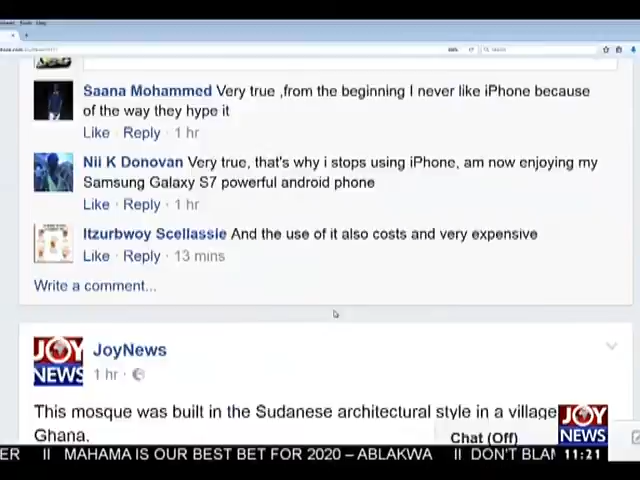 Saana Mohammed Very true ,from the beginning I never like iPhone because
of the way they hype it
Like · Reply · 1 hr
Nii K Donovan Very true, that's why i stops using iPhone, am now enjoying my
Samsung Galaxy S7 powerful android phone
Like · Reply · 1 hr
Itzurbwoy Scellassie And the use of it also costs and very expensive
Like · Reply · 13 mins
Write a comment...
JOY
NEWS
JoyNews
1 hr ·
This mosque was built in the Sudanese architectural style in a village
Ghana.
Chat (Off)
JOY
NEWS
ER II MAHAMA IS OUR BEST BET FOR 2020 – ABLAKWA II DON'T BLAM
11:21